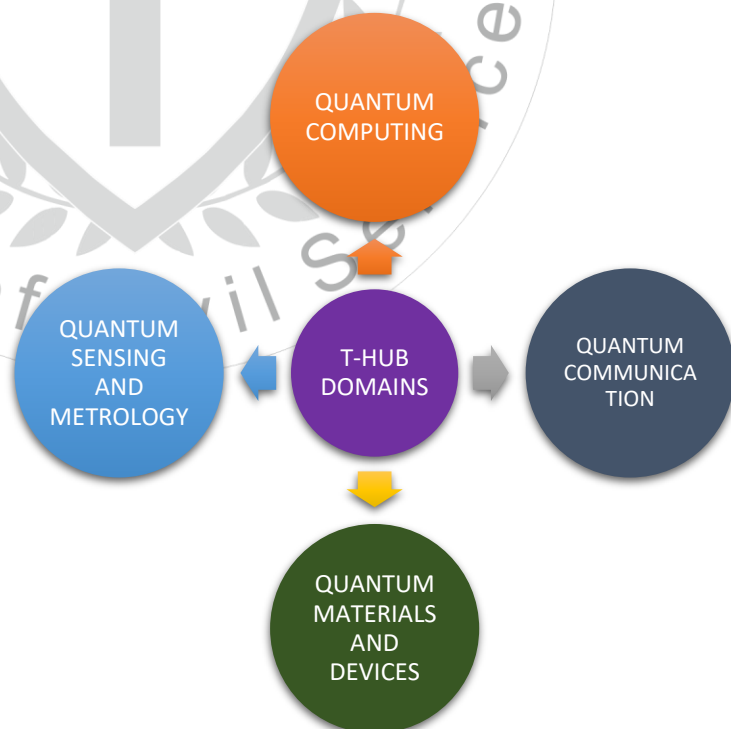 QUANTUM
COMPUTING
QUANTUM
SENSING
AND
METROLOGY
T-HUB
DOMAINS
QUANTUM
COMMUNICA
TION
QUANTUM
MATERIALS
AND
DEVICES